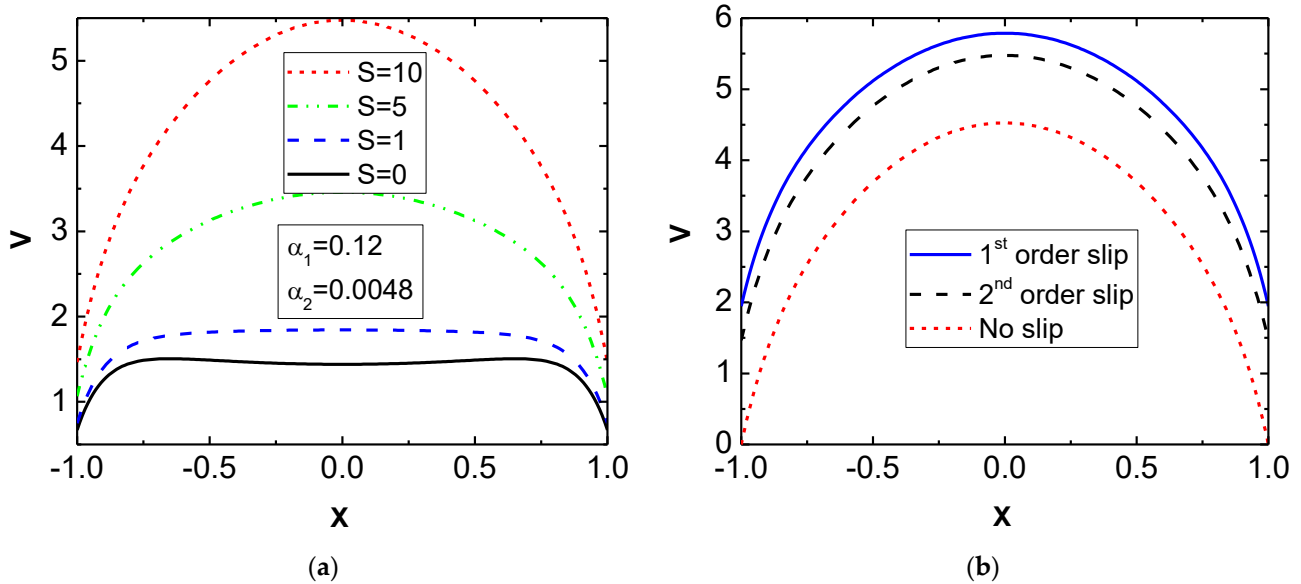 5
4
3
2
1
V
S=10
S=5
S=1
S=0
α₁=0.12
α₂=0.0048
-1.0 -0.5 0.0 0.5 1.0
X
(a)
6
5
4
3
2
1
0
V
1st order slip
2nd order slip
No slip
-1.0 -0.5 0.0 0.5 1.0
X
(b)